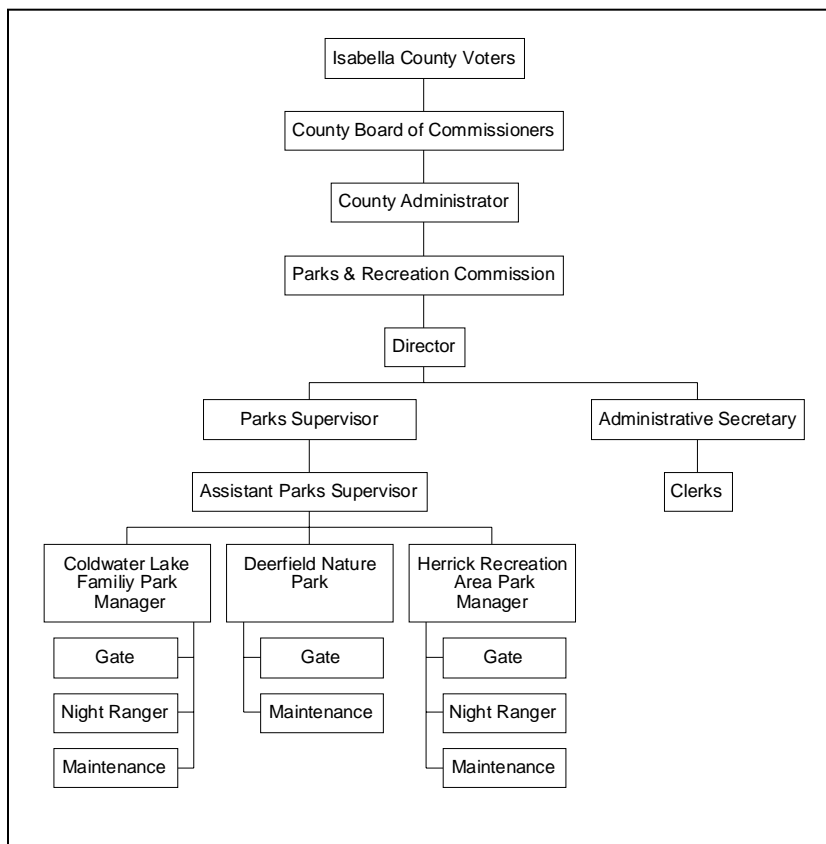 Isabella County Voters
County Board of Commissioners
County Administrator
Parks & Recreation Commission
Director
Parks Supervisor
Administrative Secretary
Assistant Parks Supervisor
Clerks
Coldwater Lake
Familiy Park
Manager
Deerfield Nature
Park
Herrick Recreation
Area Park
Manager
Gate
Night Ranger
Maintenance
Gate
Maintenance
Gate
Night Ranger
Maintenance